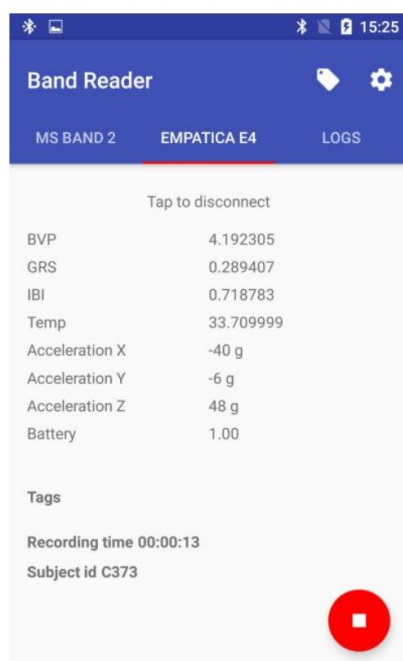 15:25
Band Reader
MS BAND 2 EMPATICA E4 LOGS
Tap to disconnect
BVP 4.192305
GRS 0.289407
IBI 0.718783
Temp 33.709999
Acceleration X -40 g
Acceleration Y -6 g
Acceleration Z 48 g
Battery 1.00
Tags
Recording time 00:00:13
Subject id C373